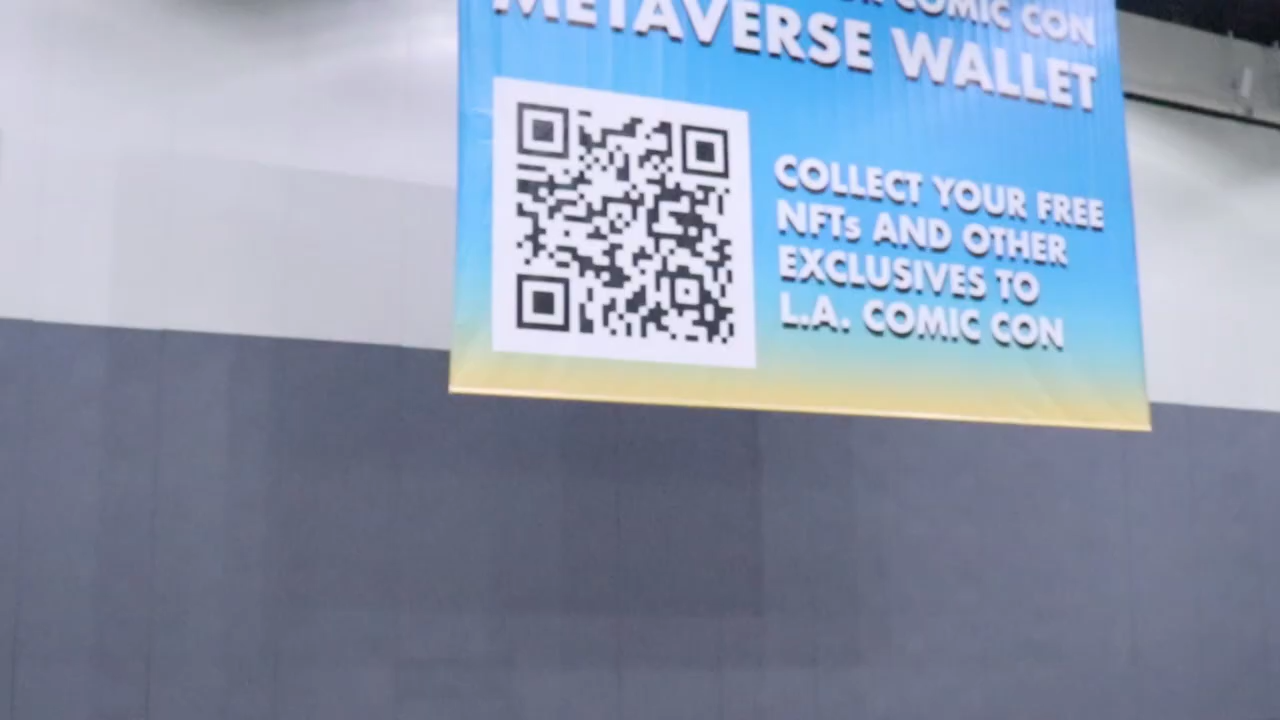 COMIC CON
METAVERSE WALLET
COLLECT YOUR FREE
NFTs AND OTHER
EXCLUSIVES TO
L.A. COMIC CON